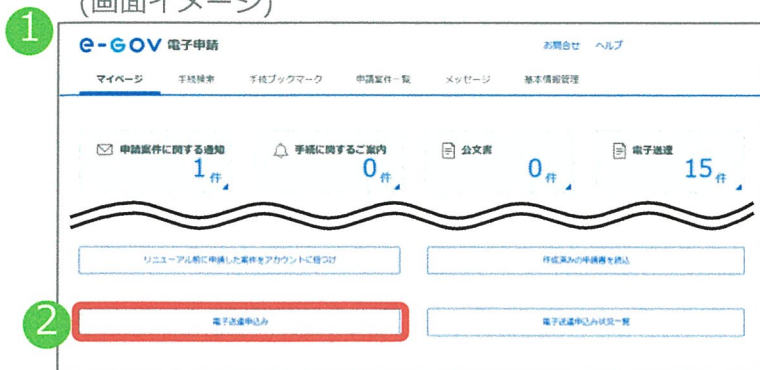 (画面イメージ)
1
e-GOV 電子申請
お問合せ ヘルプ
マイページ 手続検索 手続ブックマーク 申請案件一覧 メッセージ 基本情報管理
申請案件に関する通知 手続に関するご案内 公文書 電子送達
1件 0件 0件 15件
リニューアル前に申請した案件をアカウントに紐づけ 作成済みの申請書を読込
2
電子送達申込み 電子送達申込み状況一覧